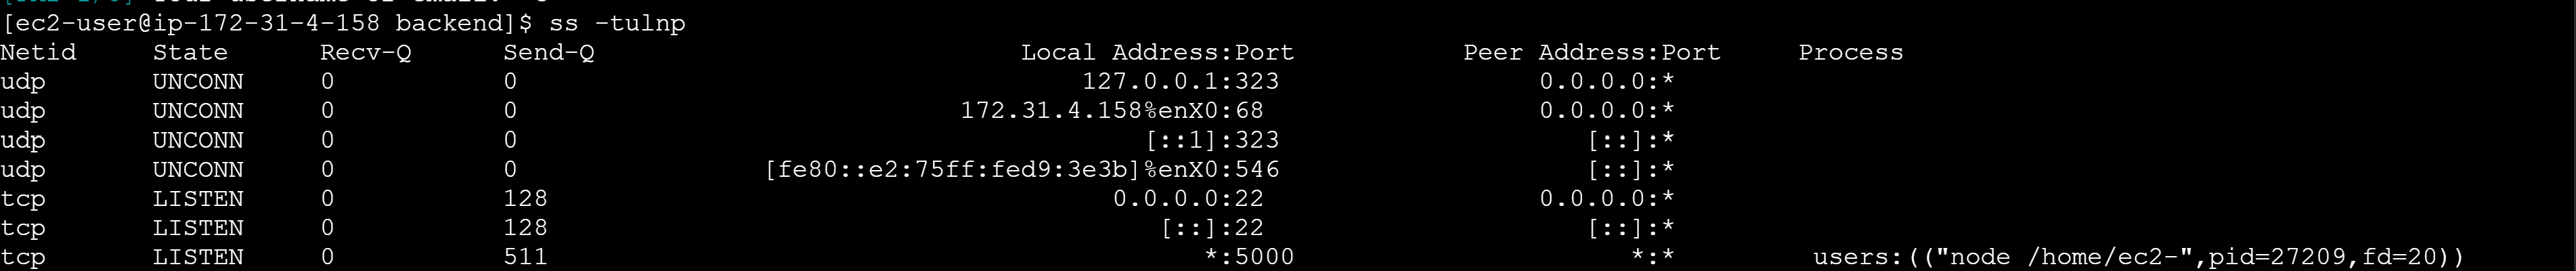 [ec2-user@ip-172-31-4-158 backend]$ ss -tulnp
Netid State Recv-Q Send-Q Local Address:Port Peer Address:Port Process
udp UNCONN 0 0 127.0.0.1:323 0.0.0.0:*
udp UNCONN 0 0 172.31.4.158%enX0:68 0.0.0.0:*
udp UNCONN 0 0 [::1]:323 [::]:*
udp UNCONN 0 0 [fe80::e2:75ff:fed9:3e3b]%enX0:546 [::]:*
tcp LISTEN 0 128 0.0.0.0:22 0.0.0.0:*
tcp LISTEN 0 128 [::]:22 [::]:*
tcp LISTEN 0 511 *:5000 *:* users:(("node /home/ec2-",pid=27209,fd=20))